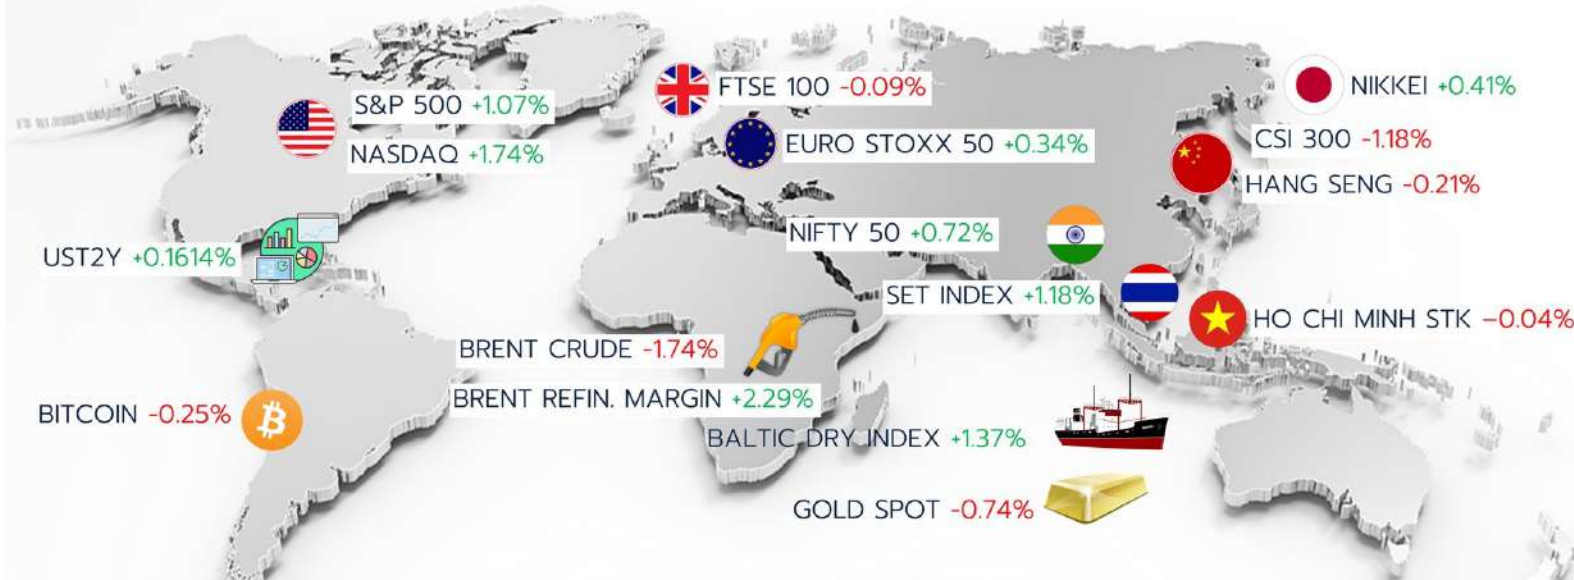 S&P 500 +1.07%
NASDAQ +1.74%
FTSE 100 -0.09%
EURO STOXX 50 +0.34%
NIKKEI +0.41%
CSI 300 -1.18%
HANG SENG -0.21%
UST2Y +0.1614%
NIFTY 50 +0.72%
SET INDEX +1.18%
HO CHI MINH STK –0.04%
BRENT CRUDE -1.74%
BRENT REFIN. MARGIN +2.29%
BITCOIN -0.25%
BALTIC DRY INDEX +1.37%
GOLD SPOT -0.74%